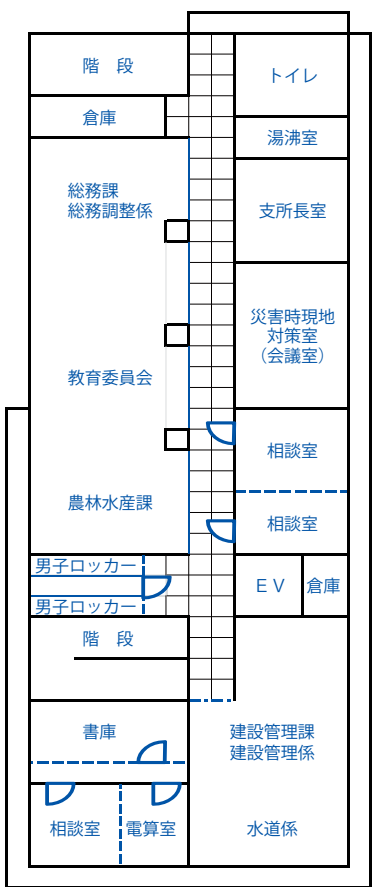 階　段
トイレ
倉庫
湯沸室
総務課
総務調整係
支所長室
災害時現地
対策室
（会議室）
教育委員会
相談室
農林水産課
相談室
男子ロッカー
男子ロッカー
ＥＶ
倉庫
階　段
書庫
建設管理課
建設管理係
相談室
電算室
水道係